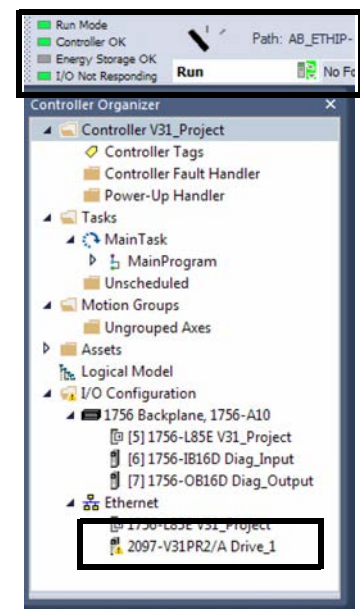 Run Mode
Controller OK
Energy Storage OK
I/O Not Responding
Path: AB_ETHIP-
Run
No Fo
Controller Organizer
Controller V31_Project
Controller Tags
Controller Fault Handler
Power-Up Handler
Tasks
MainTask
MainProgram
Unscheduled
Motion Groups
Ungrouped Axes
Assets
Logical Model
I/O Configuration
1756 Backplane, 1756-A10
[5] 1756-L85E V31_Project
[6] 1756-IB16D Diag_Input
[7] 1756-OB16D Diag_Output
Ethernet
1756-L85E V31_Project
2097-V31PR2/A Drive_1